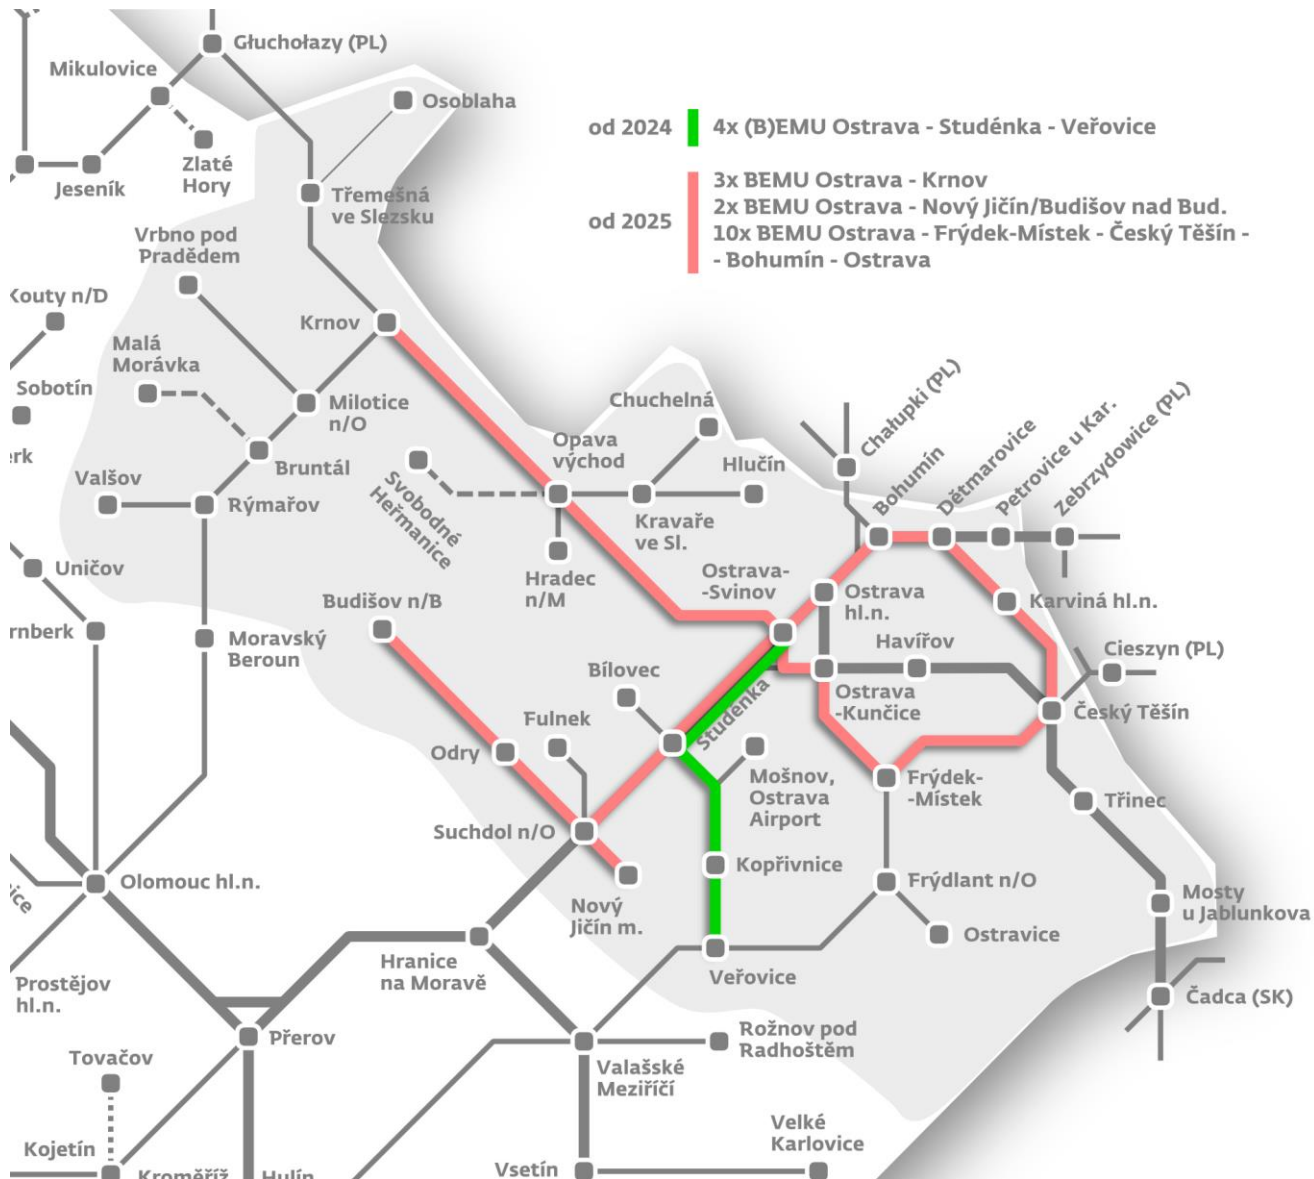 Głuchołazy (PL)
Mikulovice
Osoblaha
od 2024
4x (B)EMU Ostrava - Studénka - Veřovice
Zlaté
Hory
Jeseník
Třemešná
ve Slezsku
od 2025
3x BEMU Ostrava - Krnov
2x BEMU Ostrava - Nový Jičín/Budišov nad Bud.
10x BEMU Ostrava - Frýdek-Místek - Český Těšín -
- Bohumín - Ostrava
Vrbno pod
Pradědem
Kouty n/D
Krnov
Malá
Morávka
Sobotín
Milotice
n/O
Chuchelná
Chałupki (PL)
Bohumín
Dětmarovice
Petrovice u Kar.
Zebrzydowice (PL)
Opava
východ
Hlučín
erk
Bruntál
Valšov
Rýmařov
Svobodné
Heřmanice
Kravaře
ve Sl.
Uničov
Hradec
n/M
Ostrava-
-Svinov
Ostrava
hl.n.
Karviná hl.n.
Budišov n/B
rnberk
Moravský
Beroun
Havířov
Cieszyn (PL)
Bílovec
Studénka
Ostrava
-Kunčice
Český Těšín
Fulnek
Odry
Mošnov,
Ostrava
Airport
Frýdek-
-Místek
Třinec
Suchdol n/O
Kopřivnice
Olomouc hl.n.
ice
Frýdlant n/O
Mosty
u Jablunkova
Nový
Jičín m.
Ostravice
Hranice
na Moravě
Veřovice
Prostějov
hl.n.
Čadca (SK)
Přerov
Rožnov pod
Radhoštěm
Tovačov
Valašské
Meziříčí
Velké
Karlovice
Kojetín
Kroměříž
Hulín
Vsetín